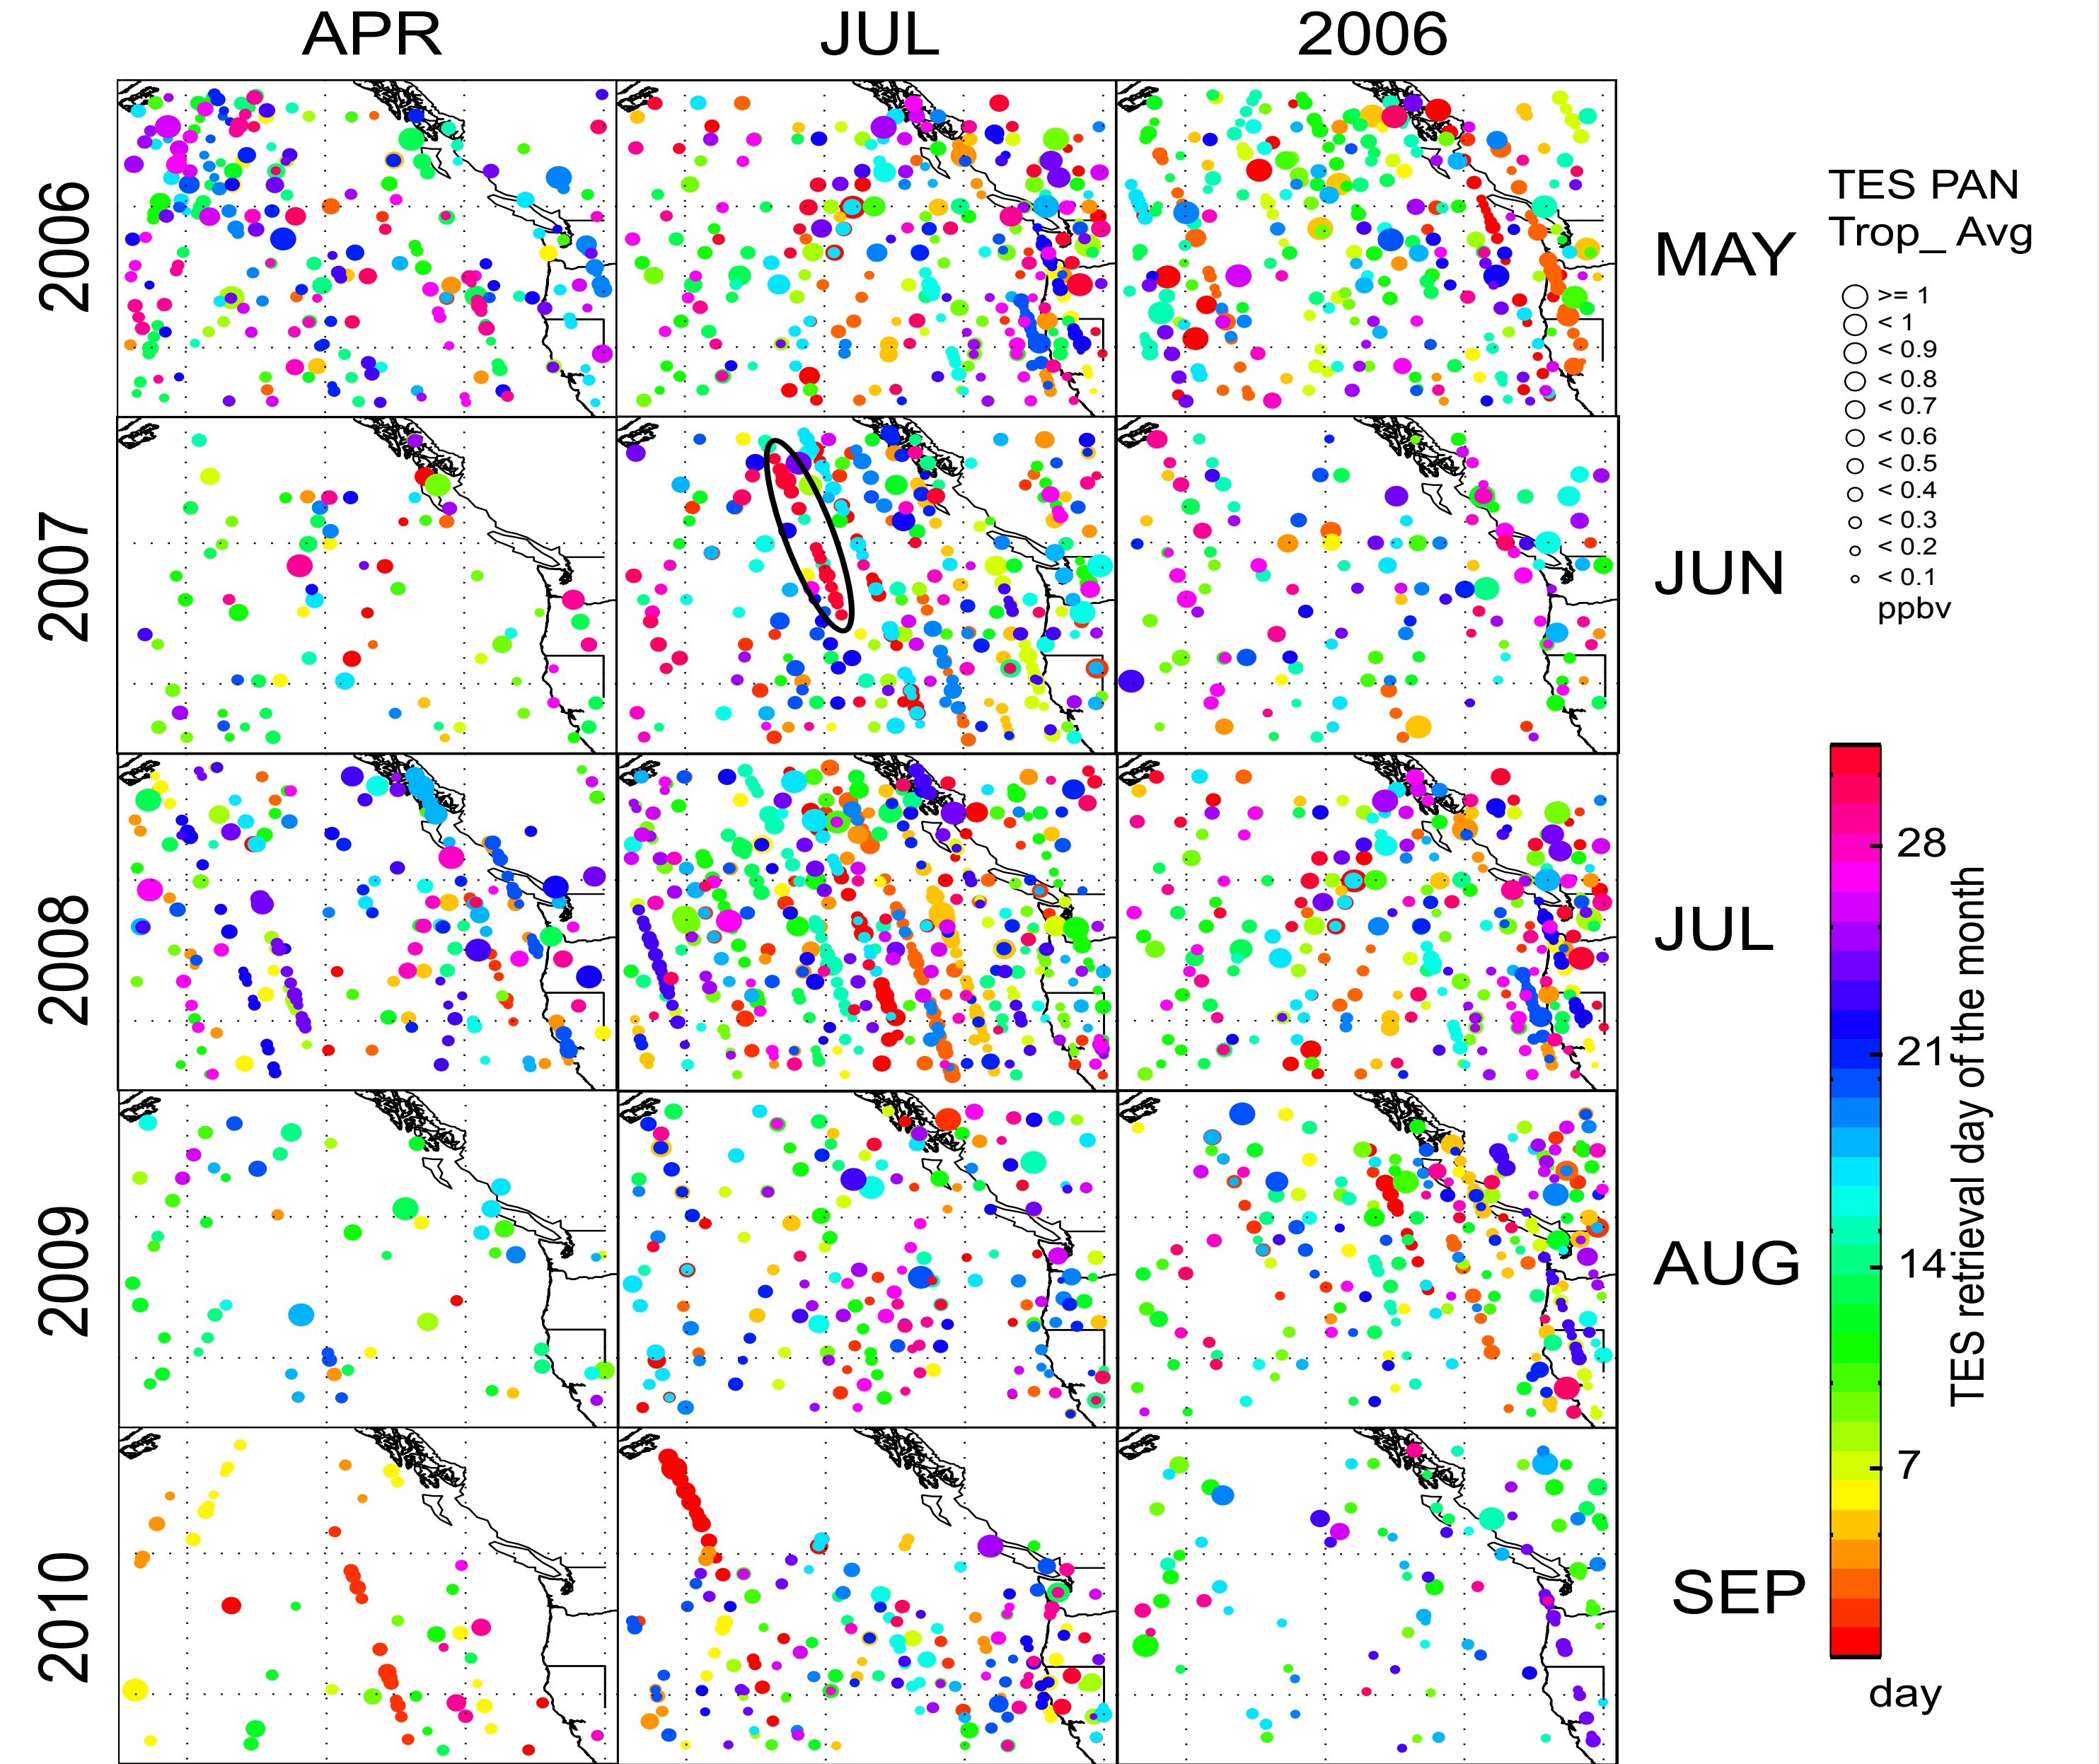 APR JUL 2006
2006
2007
2008
2009
2010
MAY
JUN
JUL
AUG
SEP
TES PAN
Trop_ Avg
>= 1
< 1
< 0.9
< 0.8
< 0.7
< 0.6
< 0.5
< 0.4
< 0.3
< 0.2
< 0.1
ppbv
28
21
14
7
TES retrieval day of the month
day